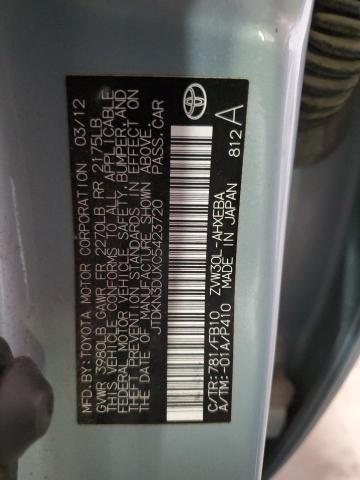 MFD.BY:TOYOTA MOTOR CORPORATION 03/12
GVWR 3980LB GAWR FR 2270LB RR 2175LB
THIS VEHICLE CONFORMS TO ALL APPLICABLE
FEDERAL MOTOR VEHICLE SAFETY, BUMPER, AND
THEFT PREVENTION STANDARDS IN EFFECT ON
THE DATE OF MANUFACTURE SHOWN ABOVE.
JTDKN3DUXC5423720 PASS.CAR
C/TR:781/FB10 ZVW30L-AHXEBA
A/TM:-01A/P410 MADE IN JAPAN 812 A